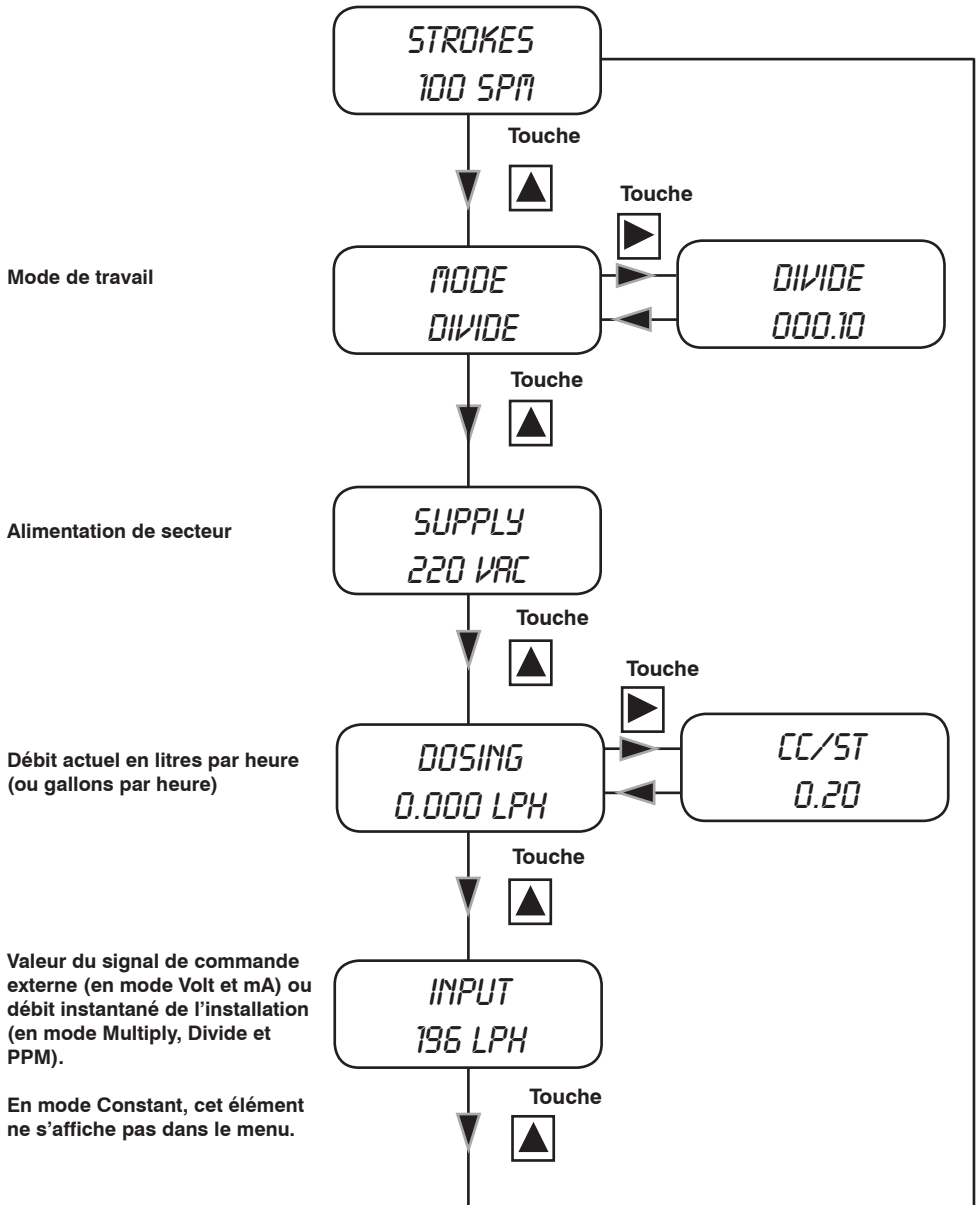 STROKES
100 SPM
Touche
Touche
Mode de travail
MODE
DIVIDE
DIVIDE
000.10
Touche
Alimentation de secteur
SUPPLY
220 VAC
Touche
Touche
Débit actuel en litres par heure
(ou gallons par heure)
DOSING
0.000 LPH
CC/ST
0.20
Touche
Valeur du signal de commande
externe (en mode Volt et mA) ou
débit instantané de l’installation
(en mode Multiply, Divide et
PPM).
INPUT
196 LPH
En mode Constant, cet élément
ne s’affiche pas dans le menu.
Touche